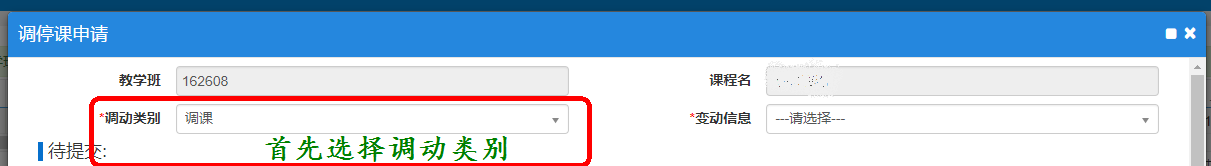 调停课申请
教学班 162608 课程名
*调动类别 调课 *变动信息 ---请选择---
待提交:
首先选择调动类别